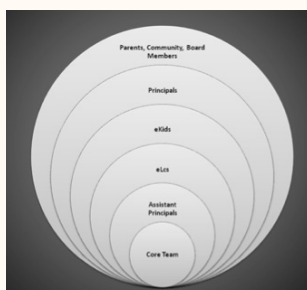 Parents, Community, Board
Members
Principals
eKids
eLcs
Assistant
Principals
Core Team